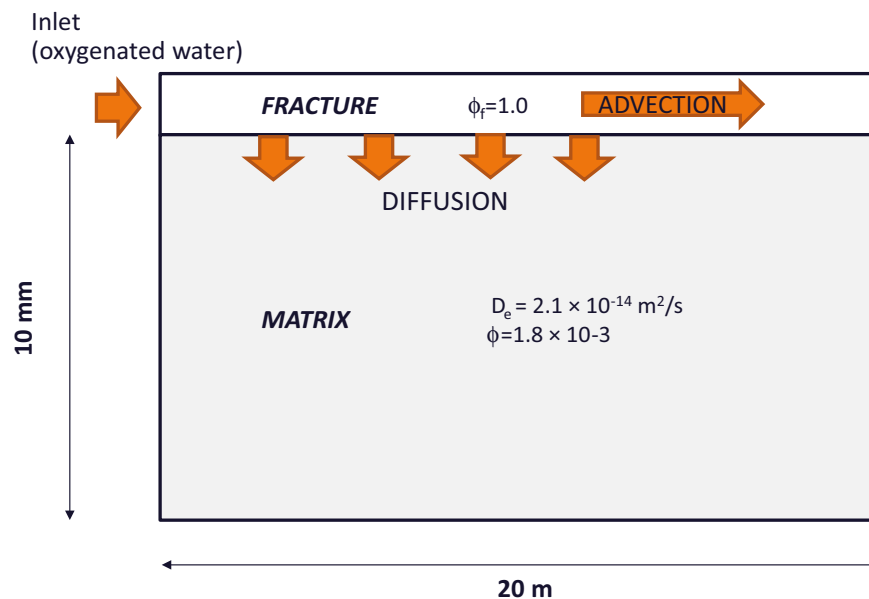 Inlet
(oxygenated water)
FRACTURE ϕf=1.0 ADVECTION
DIFFUSION
MATRIX
De = 2.1 × 10-14 m2/s
ϕ=1.8 × 10-3
10 mm
20 m